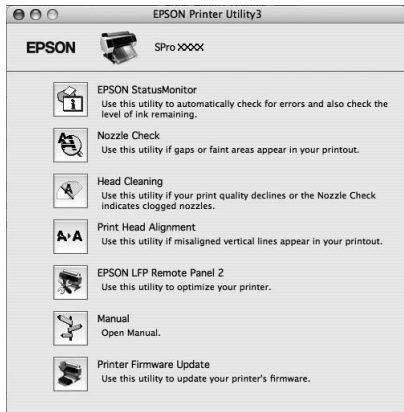 EPSON Printer Utility3
EPSON
SPro XXXX
EPSON StatusMonitor
Use this utility to automatically check for errors and also check the
level of ink remaining.
Nozzle Check
Use this utility if gaps or faint areas appear in your printout.
Head Cleaning
Use this utility if your print quality declines or the Nozzle Check
indicates clogged nozzles.
Print Head Alignment
Use this utility if misaligned vertical lines appear in your printout.
EPSON LFP Remote Panel 2
Use this utility to optimize your printer.
Manual
Open Manual.
Printer Firmware Update
Use this utility to update your printer's firmware.